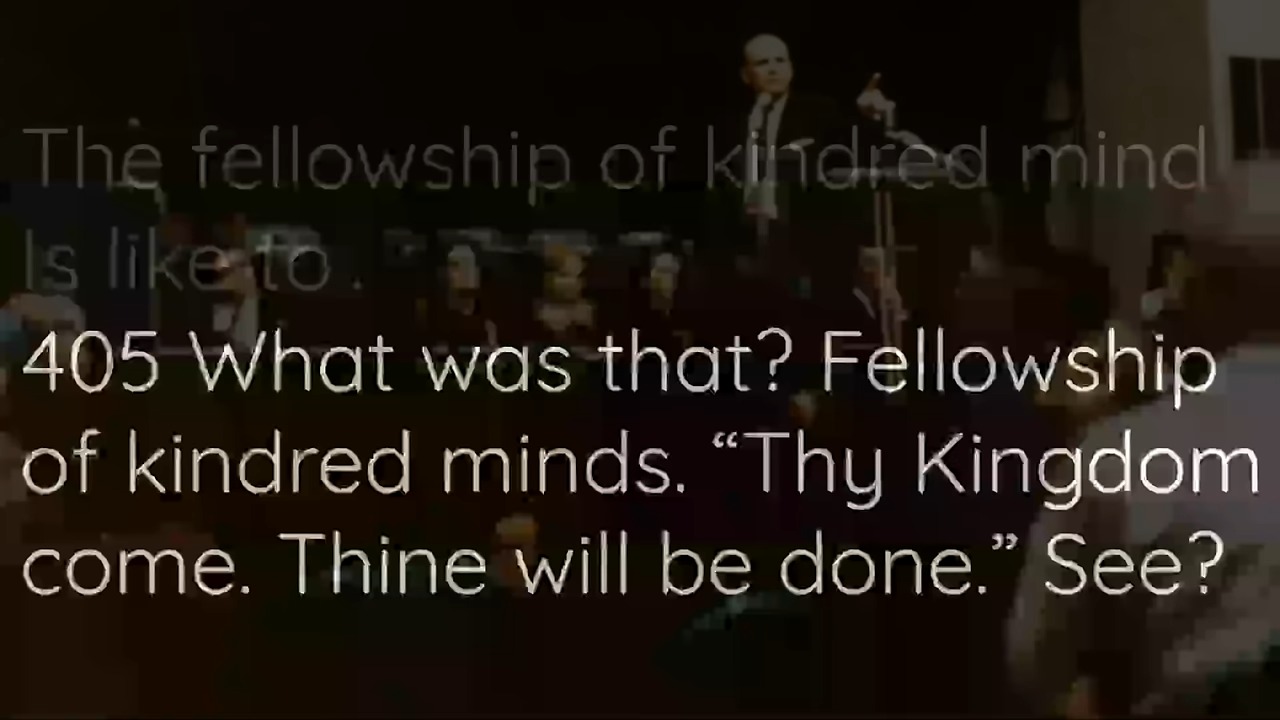 The fellowship of kindred mind
Is like to .
405 What was that? Fellowship
of kindred minds. “Thy Kingdom
come. Thine will be done.” See?